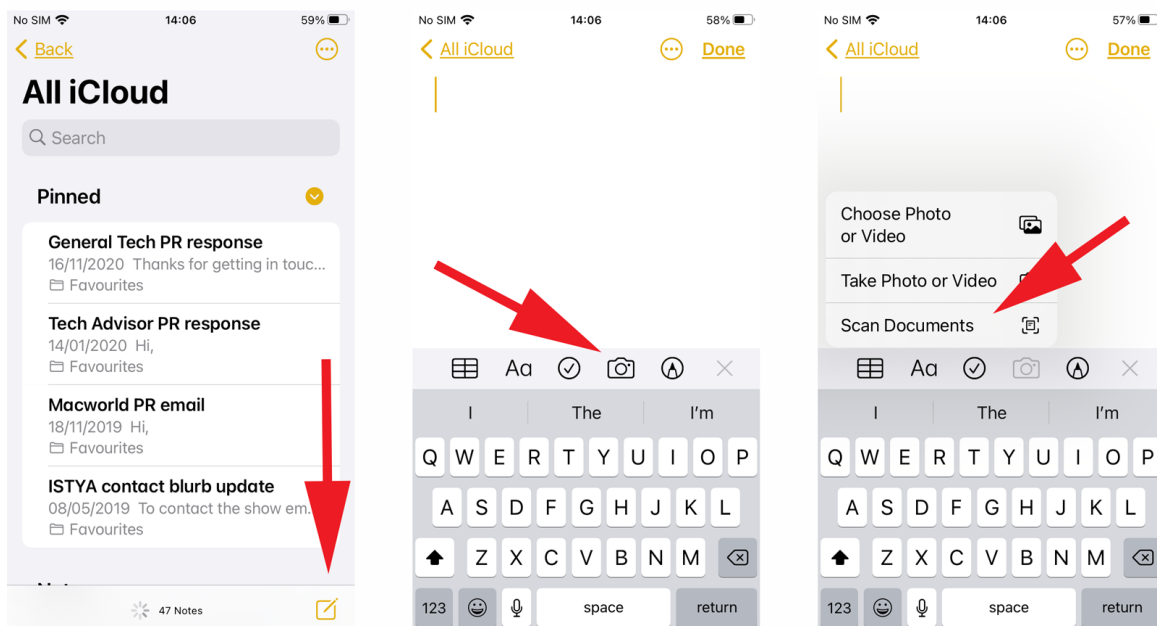 No SIM 14:06 59%
Back
All iCloud
Search
Pinned
General Tech PR response
16/11/2020 Thanks for getting in touc...
Favourites
Tech Advisor PR response
14/01/2020 Hi,
Favourites
Macworld PR email
18/11/2019 Hi,
Favourites
ISTYA contact blurb update
08/05/2019 To contact the show em...
Favourites
47 Notes
No SIM 14:06 58%
All iCloud Done
Aa
I The I'm
Q W E R T Y U I O P
A S D F G H J K L
Z X C V B N M
123 space return
No SIM 14:06 57%
All iCloud Done
Choose Photo
or Video
Take Photo or Video
Scan Documents
Aa
I The I'm
Q W E R T Y U I O P
A S D F G H J K L
Z X C V B N M
123 space return